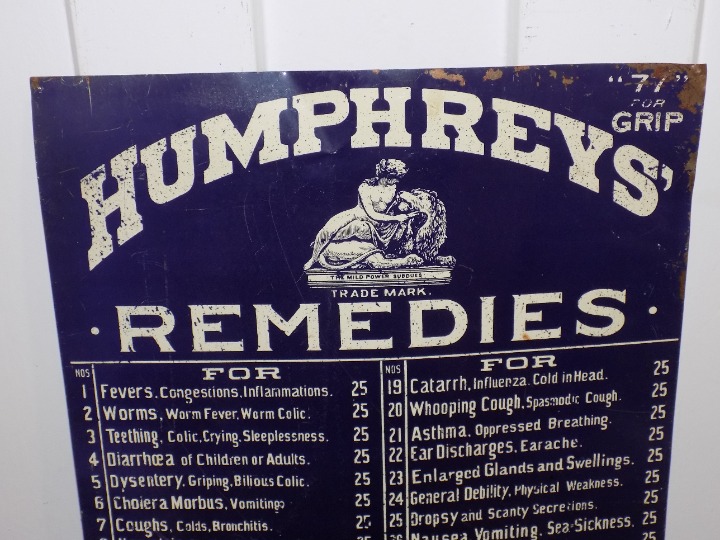 "77"
FOR
GRIP
HUMPHREYS'
THE MILD POWER SUBDUES
TRADE MARK.
· REMEDIES ·
NOS FOR
1 Fevers, Congestions, Inflammations. 25
2 Worms, Worm Fever, Worm Colic. 25
3 Teething, Colic, Crying, Sleeplessness. 25
4 Diarrhœa of Children or Adults. 25
5 Dysentery, Griping, Bilious Colic. 25
6 Cholera Morbus, Vomiting 25
7 Coughs, Colds, Bronchitis. 25
NOS FOR 25
19 Catarrh, Influenza, Cold in Head. 25
20 Whooping Cough, Spasmodic Cough. 25
21 Asthma, Oppressed Breathing. 25
22 Ear Discharges, Earache. 25
23 Enlarged Glands and Swellings. 25
24 General Debility, Physical Weakness. 25
25 Dropsy and Scanty Secretions. 25
26 Nausea, Vomiting, Sea-Sickness. 25